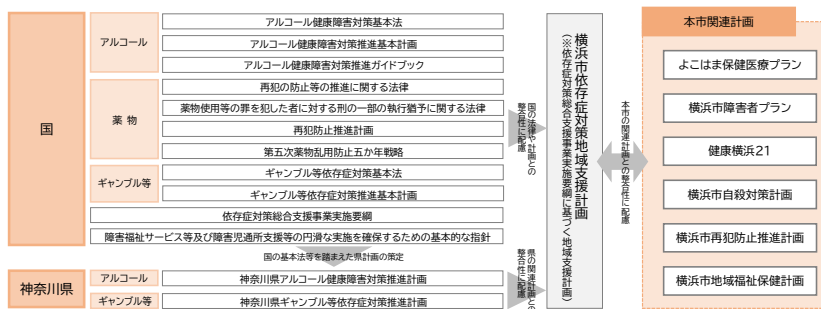 国
アルコール
アルコール健康障害対策基本法
アルコール健康障害対策推進基本計画
アルコール健康障害対策推進ガイドブック
薬 物
再犯の防止等の推進に関する法律
薬物使用等の罪を犯した者に対する刑の一部の執行猶予に関する法律
再犯防止推進計画
第五次薬物乱用防止五か年戦略
ギャンブル等
ギャンブル等依存症対策基本法
ギャンブル等依存症対策推進基本計画
依存症対策総合支援事業実施要綱
障害福祉サービス等及び障害児通所支援等の円滑な実施を確保するための基本的な指針
国の基本法等を踏まえた県計画の策定
神奈川県
アルコール
神奈川県アルコール健康障害対策推進計画
ギャンブル等
神奈川県ギャンブル等依存症対策推進計画
国の法律や計画との
整合性に配慮
県の関連計画との
整合性に配慮
横浜市依存症対策地域支援計画
(※依存症対策総合支援事業実施要綱に基づく地域支援計画)
本市の関連計画との整合性に配慮
本市関連計画
よこはま保健医療プラン
横浜市障害者プラン
健康横浜21
横浜市自殺対策計画
横浜市再犯防止推進計画
横浜市地域福祉保健計画